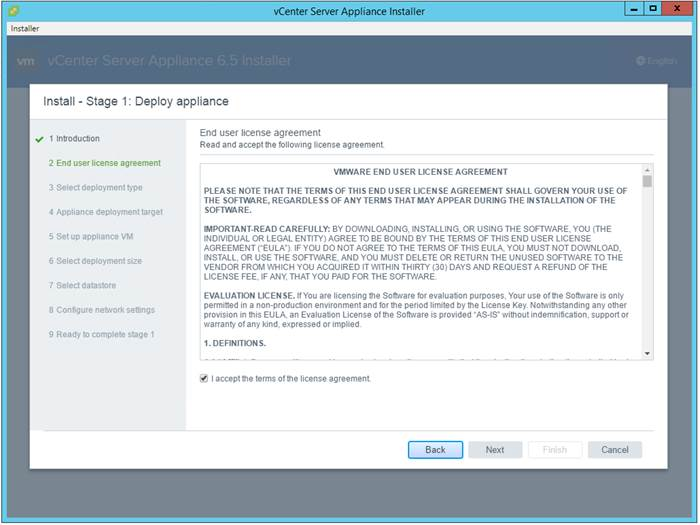 vCenter Server Appliance Installer
Installer
vm vCenter Server Appliance 6.5 Installer
English
Install - Stage 1: Deploy appliance
1 Introduction
2 End user license agreement
3 Select deployment type
4 Appliance deployment target
5 Set up appliance VM
6 Select deployment size
7 Select datastore
8 Configure network settings
9 Ready to complete stage 1
End user license agreement
Read and accept the following license agreement.
VMWARE END USER LICENSE AGREEMENT
PLEASE NOTE THAT THE TERMS OF THIS END USER LICENSE AGREEMENT SHALL GOVERN YOUR USE OF
THE SOFTWARE, REGARDLESS OF ANY TERMS THAT MAY APPEAR DURING THE INSTALLATION OF THE
SOFTWARE.
IMPORTANT-READ CAREFULLY: BY DOWNLOADING, INSTALLING, OR USING THE SOFTWARE, YOU (THE
INDIVIDUAL OR LEGAL ENTITY) AGREE TO BE BOUND BY THE TERMS OF THIS END USER LICENSE
AGREEMENT ("EULA"). IF YOU DO NOT AGREE TO THE TERMS OF THIS EULA, YOU MUST NOT DOWNLOAD,
INSTALL, OR USE THE SOFTWARE, AND YOU MUST DELETE OR RETURN THE UNUSED SOFTWARE TO THE
VENDOR FROM WHICH YOU ACQUIRED IT WITHIN THIRTY (30) DAYS AND REQUEST A REFUND OF THE
LICENSE FEE, IF ANY, THAT YOU PAID FOR THE SOFTWARE.
EVALUATION LICENSE. If You are licensing the Software for evaluation purposes, Your use of the Software is only
permitted in a non-production environment and for the period limited by the License Key. Notwithstanding any other
provision in this EULA, an Evaluation License of the Software is provided "AS-IS" without indemnification, support or
warranty of any kind, expressed or implied.
1. DEFINITIONS.
I accept the terms of the license agreement.
Back
Next
Finish
Cancel